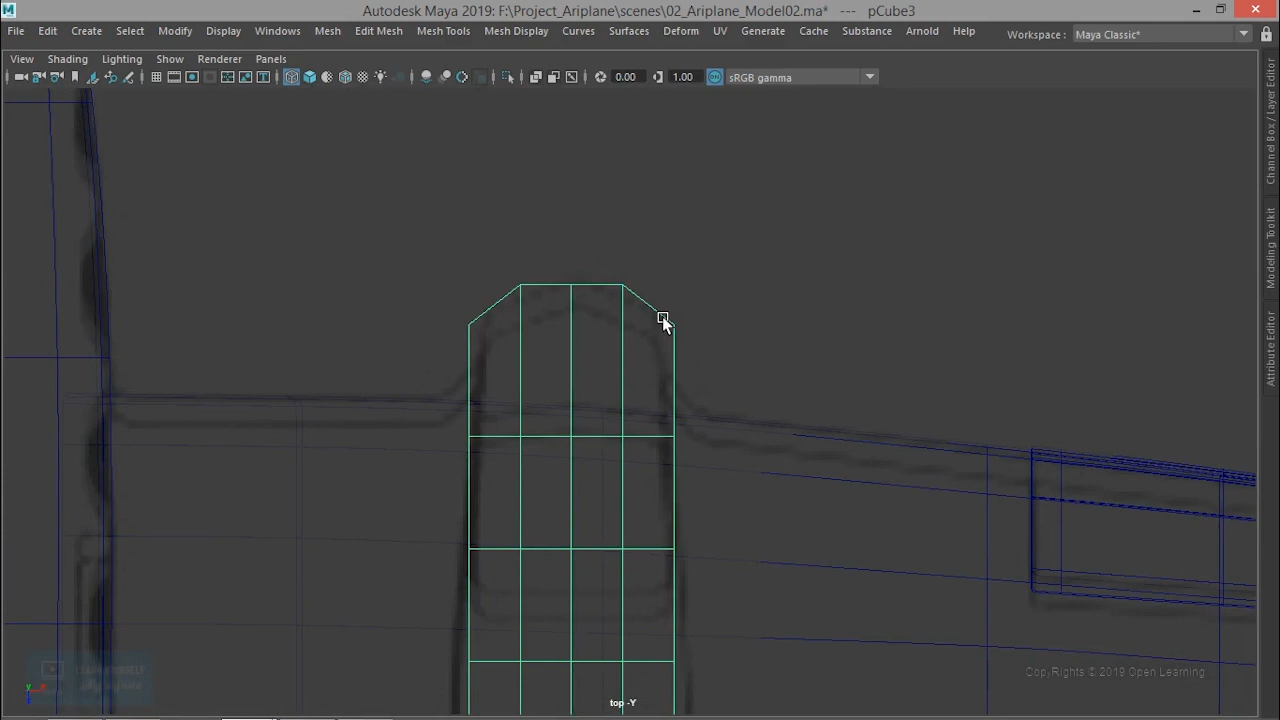 Autodesk Maya 2019: F:\Project_Ariplane\scenes\02_Ariplane_Model02.ma* --- pCube3
File Edit Create Select Modify Display Windows Mesh Edit Mesh Mesh Tools Mesh Display Curves Surfaces Deform UV Generate Cache Substance Arnold Help Workspace: Maya Classic*
View Shading Lighting Show Renderer Panels
0.00 1.00 ON sRGB gamma
Channel Box / Layer Editor
Modeling Toolkit
Attribute Editor
CopyRights © 2019 Open Learning
top -Y